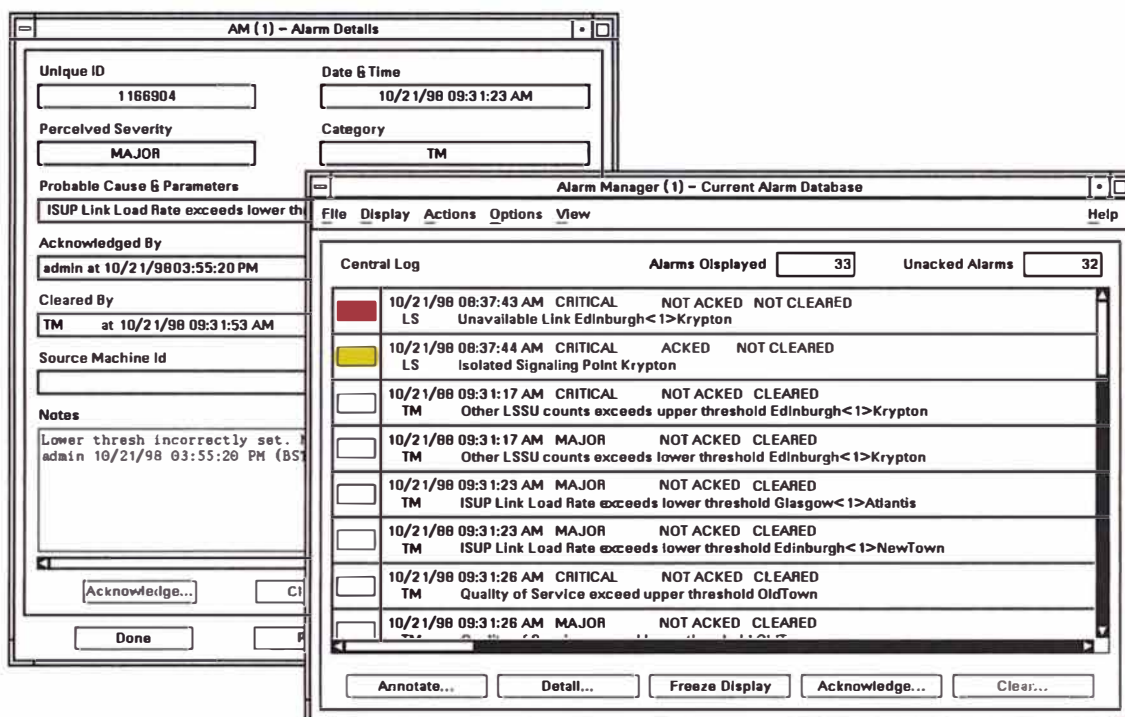 AM (1) – Alarm Details
Unique ID
Date & Time
1166904
10/21/98 09:31:23 AM
Perceived Severity
Category
MAJOR
TM
Probable Cause & Parameters
ISUP Link Load Rate exceeds lower
Acknowledged By
admin at 10/21/9803:55:20 PM
Cleared By
TM at 10/21/98 09:31:53 AM
Source Machine Id
Notes
Lower thresh incorrectly set.
admin 10/21/98 03:55:20 PM
Acknowledge...
Done
Alarm Manager (1) – Current Alarm Database
File Display Actions Options View Help
Central Log
Alarms Displayed 33
Unacked Alarms 32
10/21/98 08:37:43 AM CRITICAL NOT ACKED NOT CLEARED
LS Unavailable Link Edinburgh<1>Krypton
10/21/98 08:37:44 AM CRITICAL ACKED NOT CLEARED
LS Isolated Signaling Point Krypton
10/21/88 09:31:17 AM CRITICAL NOT ACKED CLEARED
TM Other LSSU counts exceeds upper threshold Edinburgh<1>Krypton
10/21/88 09:31:17 AM MAJOR NOT ACKED CLEARED
TM Other LSSU counts exceeds lower threshold Edinburgh<1>Krypton
10/21/98 09:31:23 AM MAJOR NOT ACKED CLEARED
TM ISUP Link Load Rate exceeds lower threshold Glasgow<1>Atlantis
10/21/88 09:31:23 AM MAJOR NOT ACKED CLEARED
TM ISUP Link Load Rate exceeds lower threshold Edinburgh<1>NewTown
10/21/98 09:31:26 AM CRITICAL NOT ACKED CLEARED
TM Quality of Service exceed upper threshold OldTown
10/21/98 09:31:26 AM MAJOR NOT ACKED CLEARED
Annotate... Detail... Freeze Display Acknowledge... Clear...